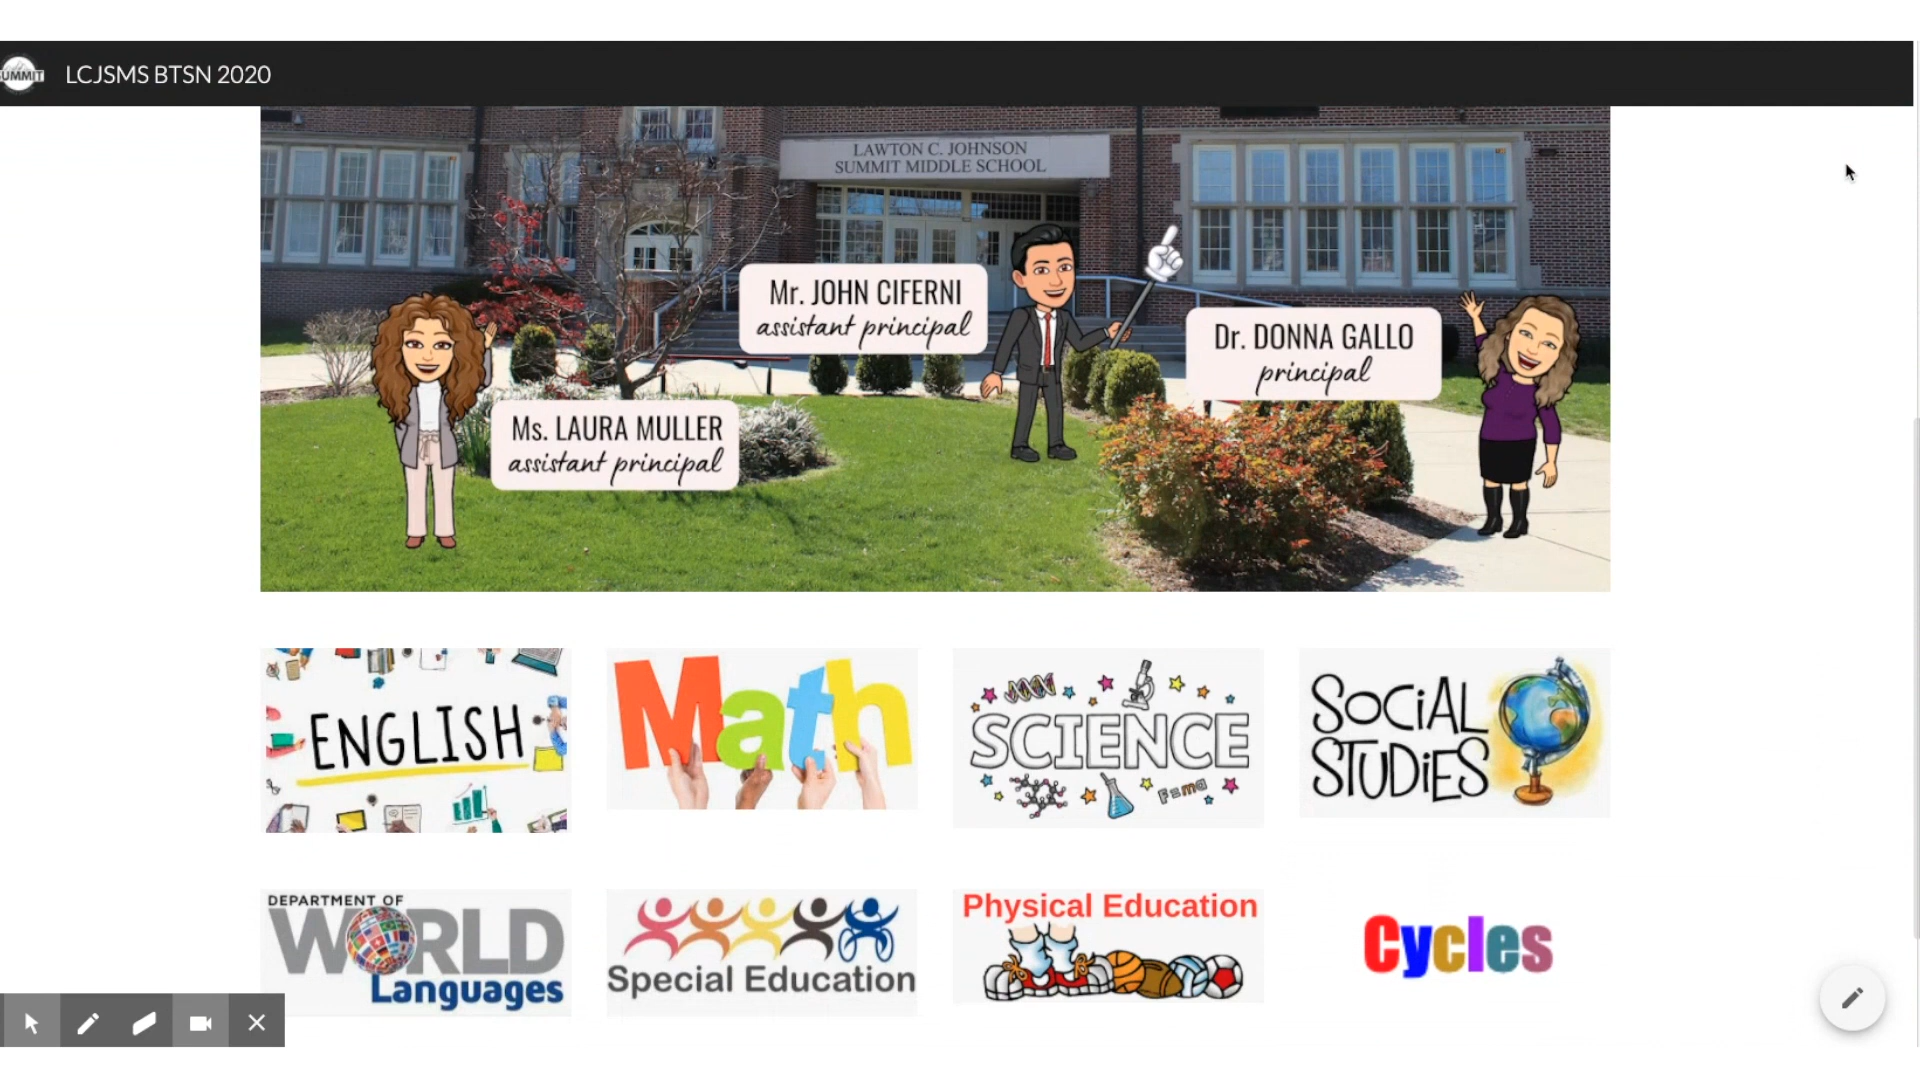 SUMMIT
LCJSMS BTSN 2020
LAWTON C. JOHNSON
SUMMIT MIDDLE SCHOOL
Mr. JOHN CIFERNI
assistant principal
Dr. DONNA GALLO
principal
Ms. LAURA MULLER
assistant principal
ENGLISH
Math
SCIENCE
F=ma
SOCiAL
STUDiES
DEPARTMENT OF
WORLD
Languages
Special Education
Physical Education
Cycles